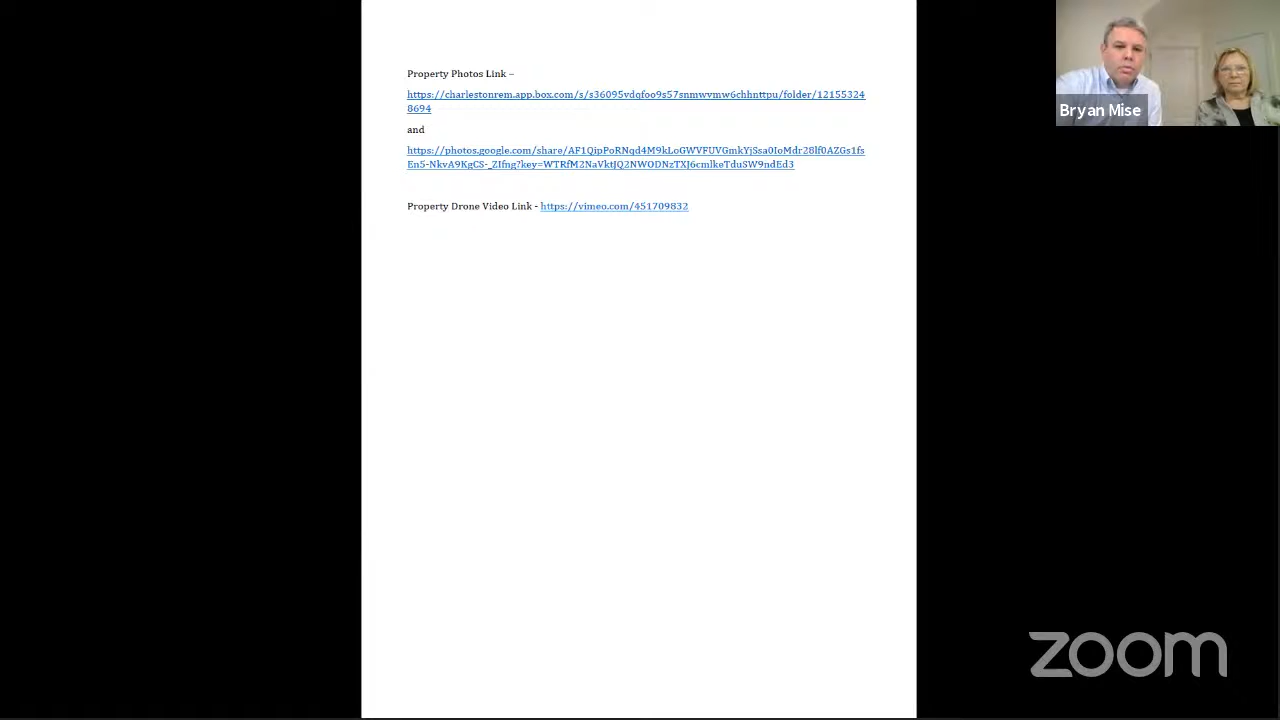 Property Photos Link –
https://charlestonrem.app.box.com/s/s36095vdqfoo9s57snmwvmw6chhnttpu/folder/12155324
8694
and
https://photos.google.com/share/AF1QipPoRNqd4M9kLoGWVFUVGmkYjSsa0IoMdr28lf0AZGs1fs
En5-NkvA9KgCS-_ZIfng?key=WTRfM2NaVktJQ2NWODNzTXJ6cmlkeTduSW9ndEd3
Property Drone Video Link - https://vimeo.com/451709832
Bryan Mise
zoom